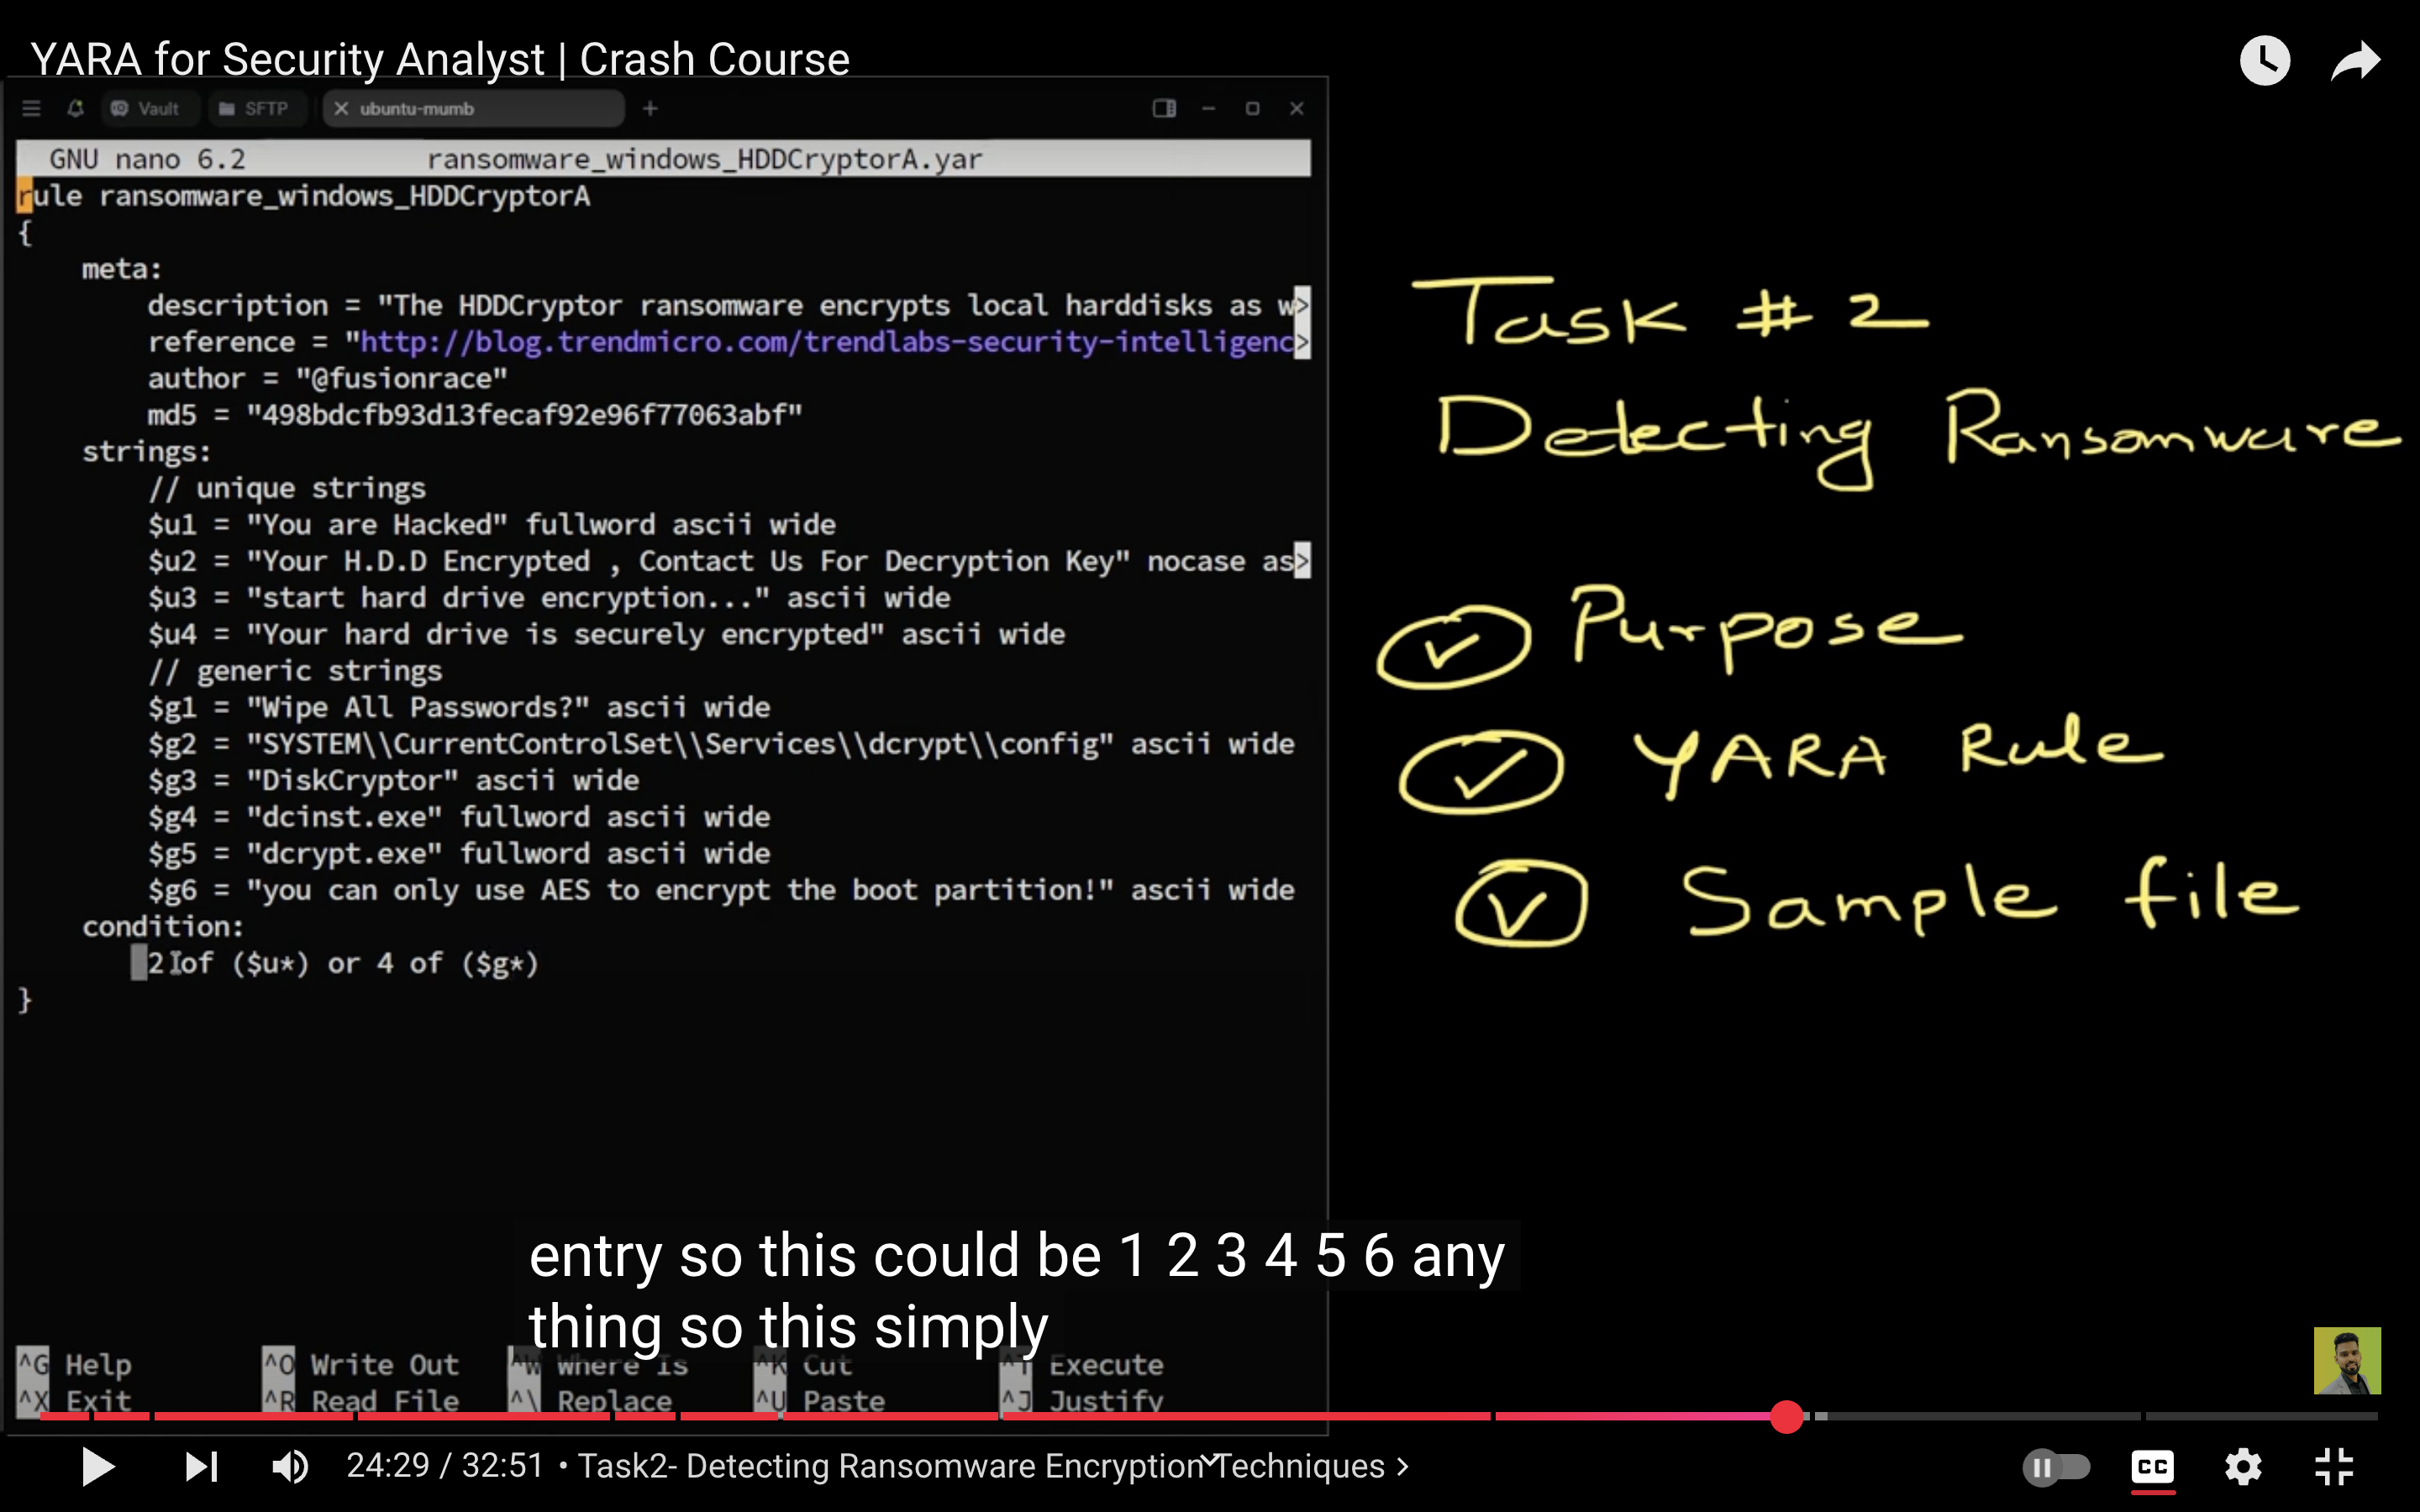 YARA for Security Analyst | Crash Course
Vault SFTP ubuntu-mumb
GNU nano 6.2 ransomware_windows_HDDCryptorA.yar
rule ransomware_windows_HDDCryptorA
{
meta:
description = "The HDDCryptor ransomware encrypts local harddisks as w>
reference = "http://blog.trendmicro.com/trendlabs-security-intelligenc>
author = "@fusionrace"
md5 = "498bdcfb93d13fecaf92e96f77063abf"
strings:
// unique strings
$u1 = "You are Hacked" fullword ascii wide
$u2 = "Your H.D.D Encrypted , Contact Us For Decryption Key" nocase as>
$u3 = "start hard drive encryption..." ascii wide
$u4 = "Your hard drive is securely encrypted" ascii wide
// generic strings
$g1 = "Wipe All Passwords?" ascii wide
$g2 = "SYSTEM\\CurrentControlSet\\Services\\dcrypt\\config" ascii wide
$g3 = "DiskCryptor" ascii wide
$g4 = "dcinst.exe" fullword ascii wide
$g5 = "dcrypt.exe" fullword ascii wide
$g6 = "you can only use AES to encrypt the boot partition!" ascii wide
condition:
2 of ($u*) or 4 of ($g*)
}
Task # 2
Detecting Ransomware
Purpose
YARA Rule
Sample file
entry so this could be 1 2 3 4 5 6 any
thing so this simply
^G Help ^O Write Out ^W Where Is ^K Cut ^T Execute
^X Exit ^R Read File ^\ Replace ^U Paste ^J Justify
24:29 / 32:51 • Task2- Detecting Ransomware Encryption Techniques >
CC